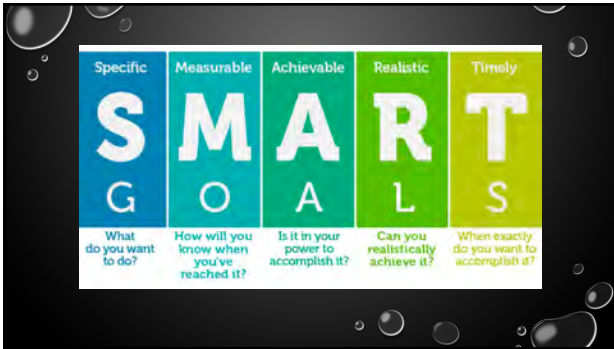 Specific Measurable Achievable Realistic Timely
S M A R T
G O A L S
What
do you want
to do?
How will you
know when
you've
reached it?
Is it in your
power to
accomplish it?
Can you
realistically
achieve it?
When exactly
do you want to
accomplish it?